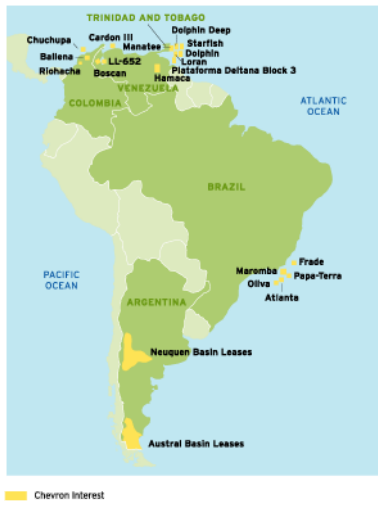 TRINIDAD AND TOBAGO
Dolphin Deep
Cardon III
Chuchupa
Manatee
Starfish
Dolphin
Ballena
LL-652
Loran
Riohacha
Boscan
Plataforma Deltana Block 3
Hamaca
VENEZUELA
COLOMBIA
ATLANTIC
OCEAN
BRAZIL
Frade
Maromba
Papa-Terra
Oliva
Atlanta
PACIFIC
OCEAN
ARGENTINA
Neuquen Basin Leases
Austral Basin Leases
Chevron Interest